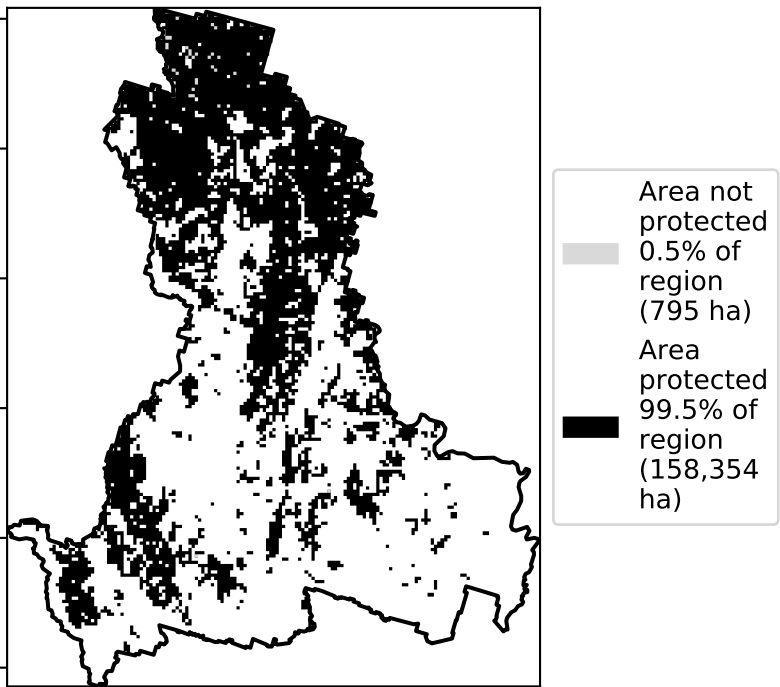 Area not
protected
0.5% of
region
(795 ha)
Area
protected
99.5% of
region
(158,354
ha)